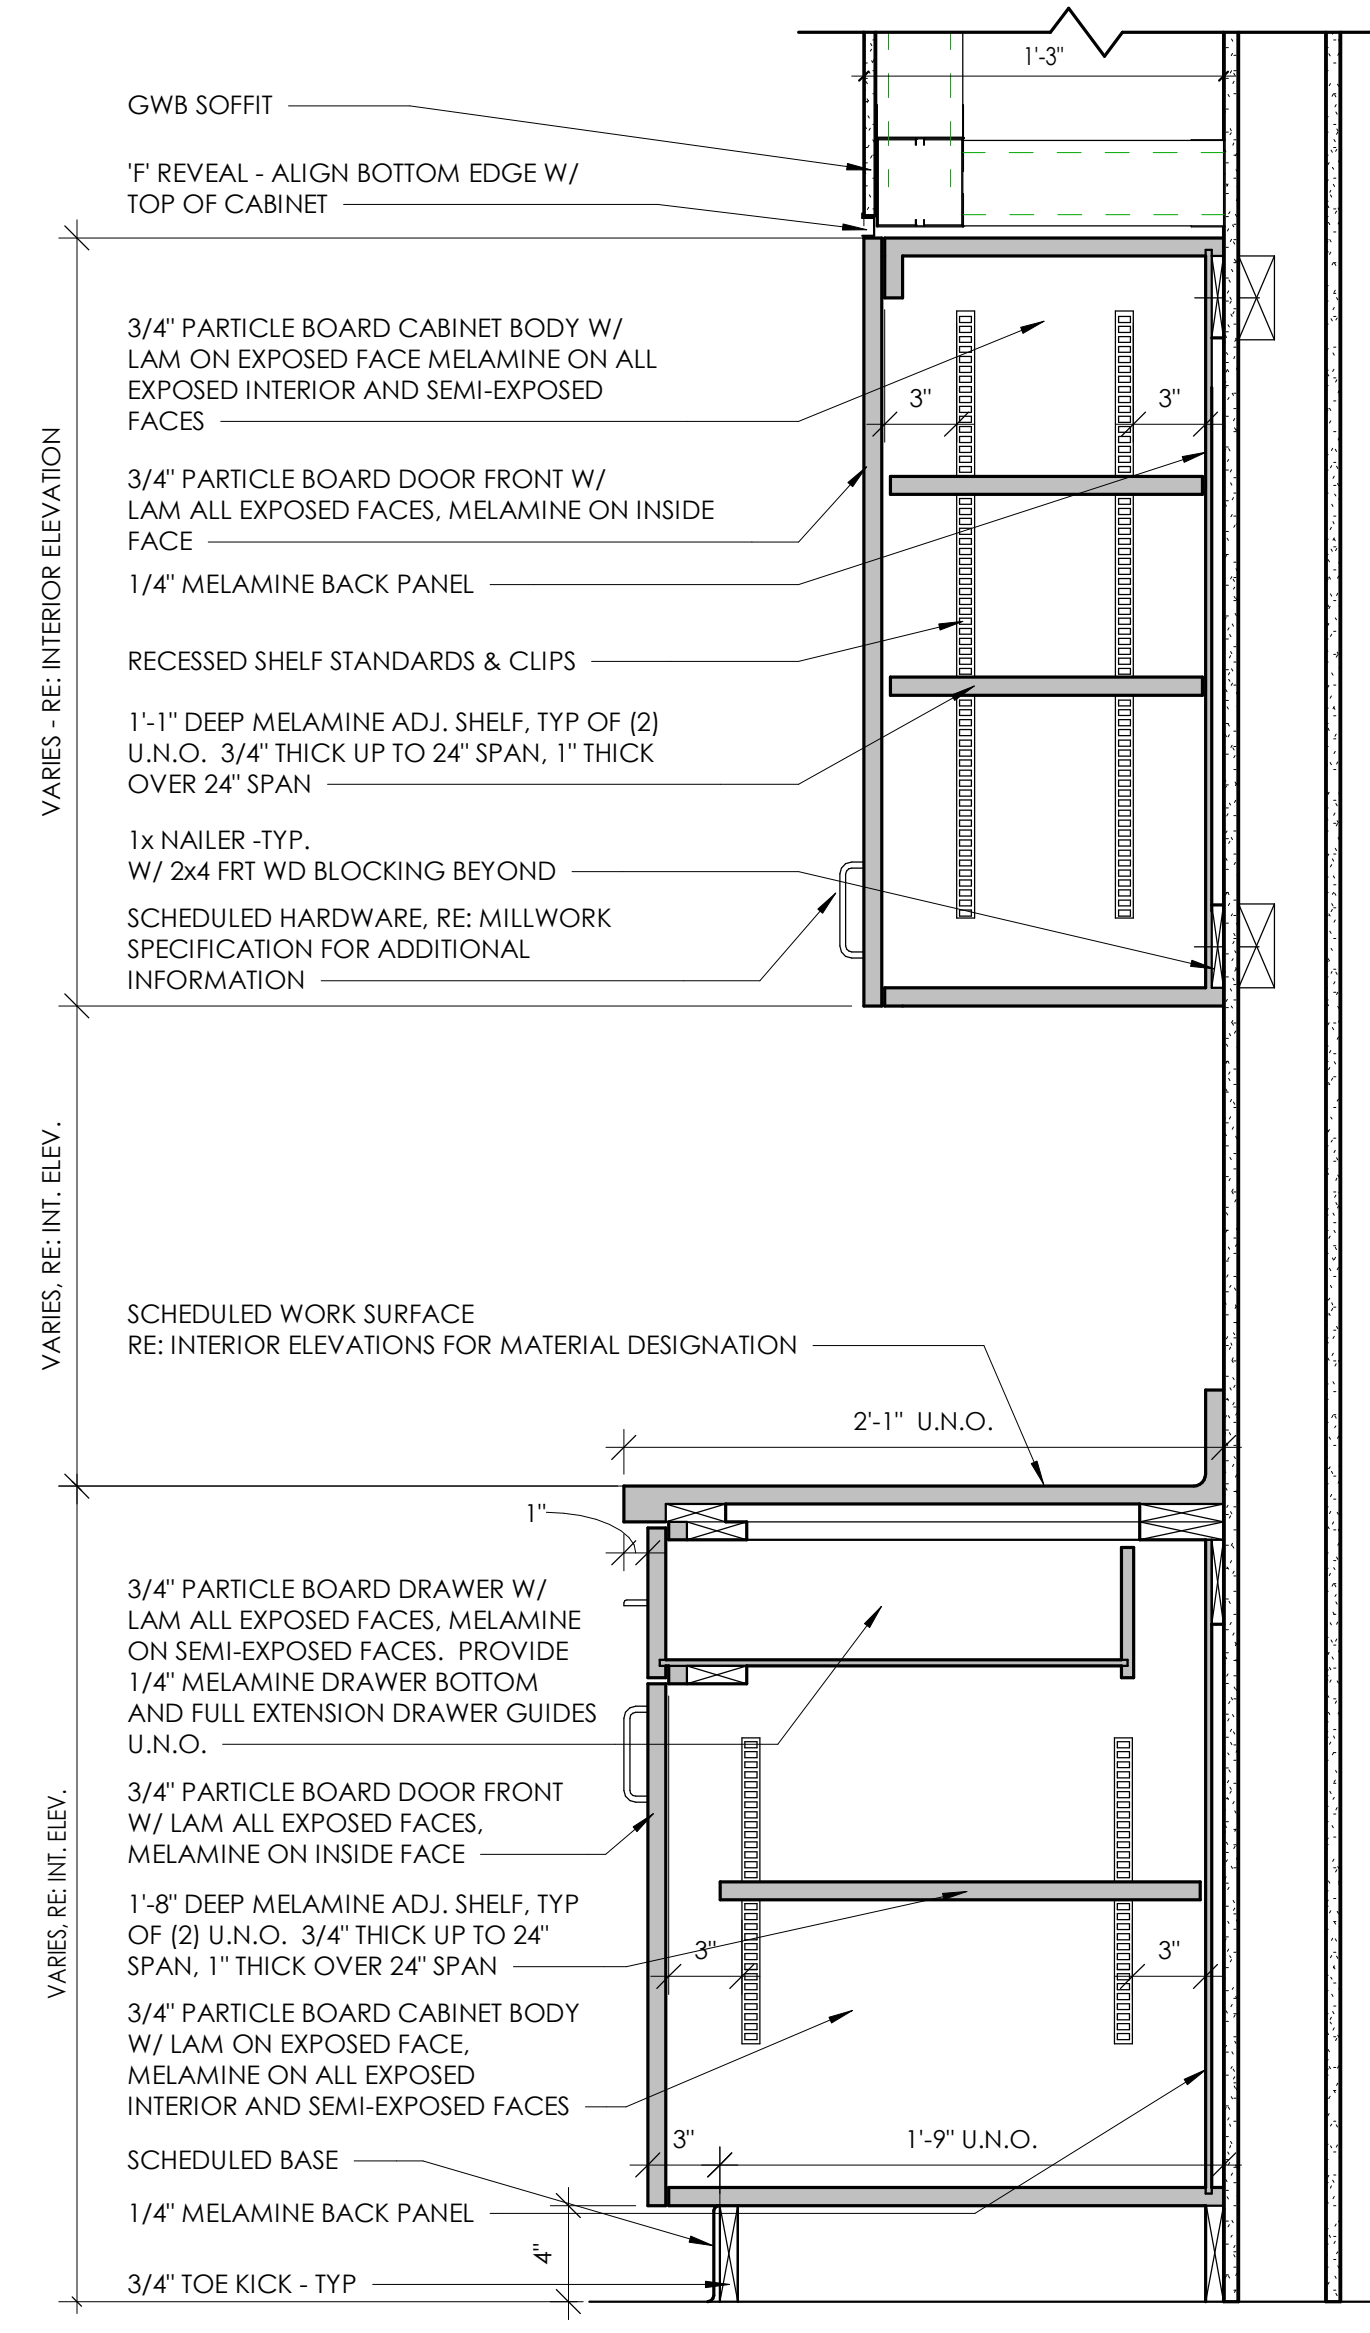 1'-3"
GWB SOFFIT
'F' REVEAL - ALIGN BOTTOM EDGE W/
TOP OF CABINET
3/4" PARTICLE BOARD CABINET BODY W/
LAM ON EXPOSED FACE MELAMINE ON ALL
EXPOSED INTERIOR AND SEMI-EXPOSED
FACES
3"
3"
3/4" PARTICLE BOARD DOOR FRONT W/
LAM ALL EXPOSED FACES, MELAMINE ON INSIDE
FACE
1/4" MELAMINE BACK PANEL
VARIES - RE: INTERIOR ELEVATION
RECESSED SHELF STANDARDS & CLIPS
1'-1" DEEP MELAMINE ADJ. SHELF, TYP OF (2)
U.N.O. 3/4" THICK UP TO 24" SPAN, 1" THICK
OVER 24" SPAN
1x NAILER -TYP.
W/ 2x4 FRT WD BLOCKING BEYOND
SCHEDULED HARDWARE, RE: MILLWORK
SPECIFICATION FOR ADDITIONAL
INFORMATION
VARIES, RE: INT. ELEV.
SCHEDULED WORK SURFACE
RE: INTERIOR ELEVATIONS FOR MATERIAL DESIGNATION
2'-1" U.N.O.
1"
3/4" PARTICLE BOARD DRAWER W/
LAM ALL EXPOSED FACES, MELAMINE
ON SEMI-EXPOSED FACES. PROVIDE
1/4" MELAMINE DRAWER BOTTOM
AND FULL EXTENSION DRAWER GUIDES
U.N.O.
3/4" PARTICLE BOARD DOOR FRONT
W/ LAM ALL EXPOSED FACES,
MELAMINE ON INSIDE FACE
VARIES, RE: INT. ELEV.
1'-8" DEEP MELAMINE ADJ. SHELF, TYP
OF (2) U.N.O. 3/4" THICK UP TO 24"
SPAN, 1" THICK OVER 24" SPAN
3"
3"
3/4" PARTICLE BOARD CABINET BODY
W/ LAM ON EXPOSED FACE,
MELAMINE ON ALL EXPOSED
INTERIOR AND SEMI-EXPOSED FACES
3"
1'-9" U.N.O.
SCHEDULED BASE
1/4" MELAMINE BACK PANEL
4"
3/4" TOE KICK - TYP